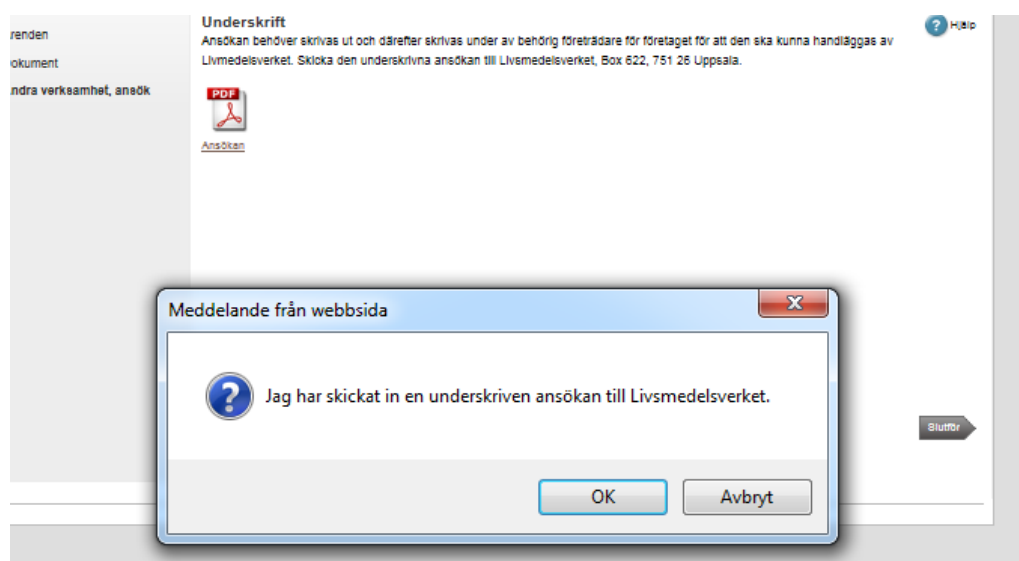 Underskrift
Hjälp
Ansökan behöver skrivas ut och därefter skrivas under av behörig företrädare för företaget för att den ska kunna handläggas av
Livmedelsverket. Skicka den underskrivna ansökan till Livsmedelsverket, Box 622, 751 26 Uppsala.
renden
okument
ndra verksamhet, ansök
PDF
Ansökan
Meddelande från webbsida
Jag har skickat in en underskriven ansökan till Livsmedelsverket.
OK
Avbryt
Slutför